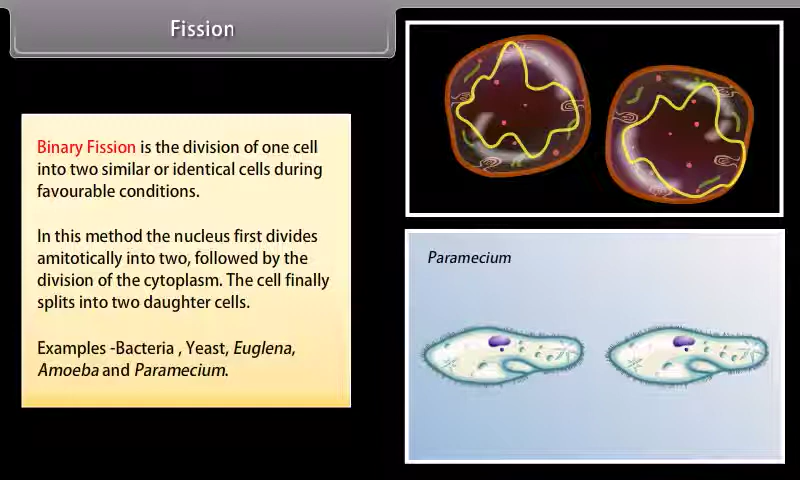 Fission
Binary Fission is the division of one cell
into two similar or identical cells during
favourable conditions.
In this method the nucleus first divides
amitotically into two, followed by the
division of the cytoplasm. The cell finally
splits into two daughter cells.
Examples -Bacteria , Yeast, Euglena,
Amoeba and Paramecium.
Paramecium